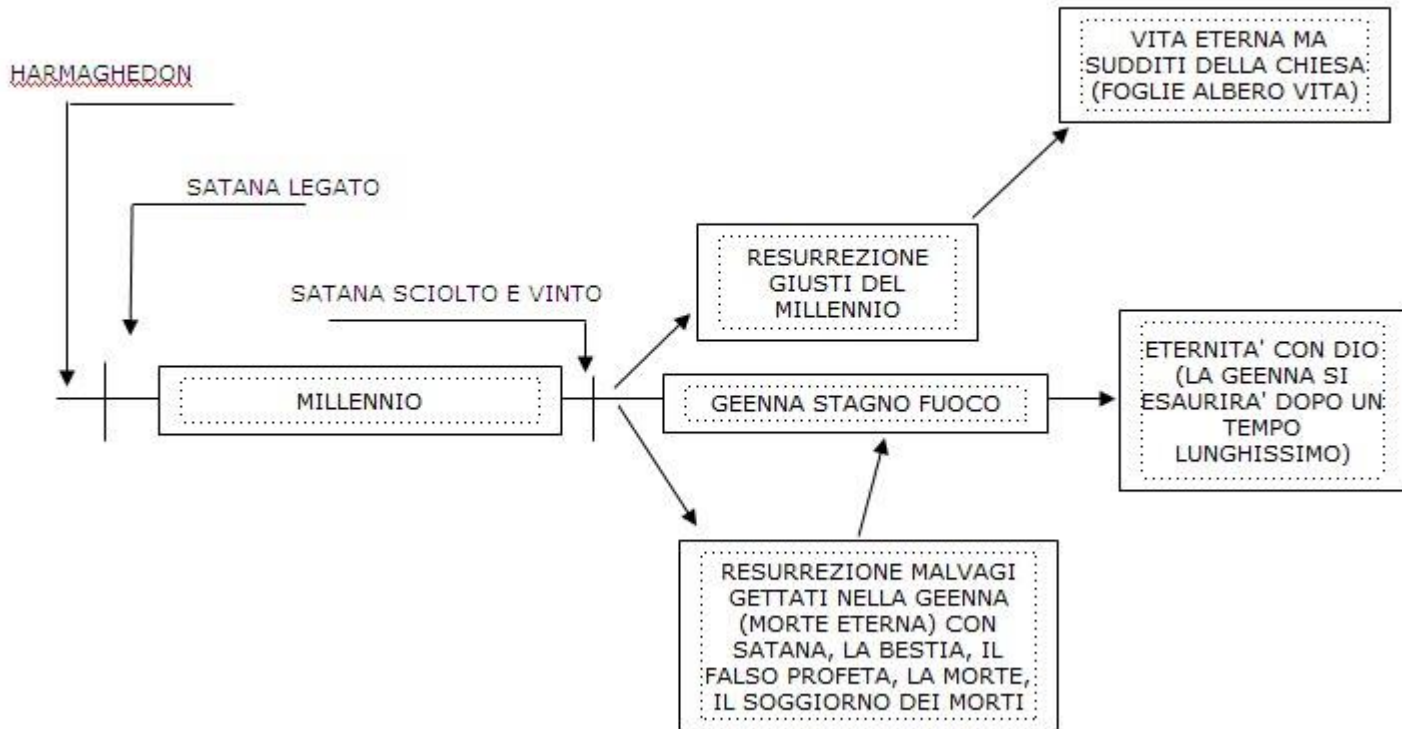 VITA ETERNA MA
SUDDITI DELLA CHIESA
(FOGLIE ALBERO VITA)
HARMAGHEDON
SATANA LEGATO
RESURREZIONE
GIUSTI DEL
MILLENNIO
SATANA SCIOLTO E VINTO
MILLENNIO
GEENNA STAGNO FUOCO
ETERNITA' CON DIO
(LA GEENNA SI
ESAURIRA' DOPO UN
TEMPO
LUNGHISSIMO)
RESURREZIONE MALVAGI
GETTATI NELLA GEENNA
(MORTE ETERNA) CON
SATANA, LA BESTIA, IL
FALSO PROFETA, LA MORTE,
IL SOGGIORNO DEI MORTI